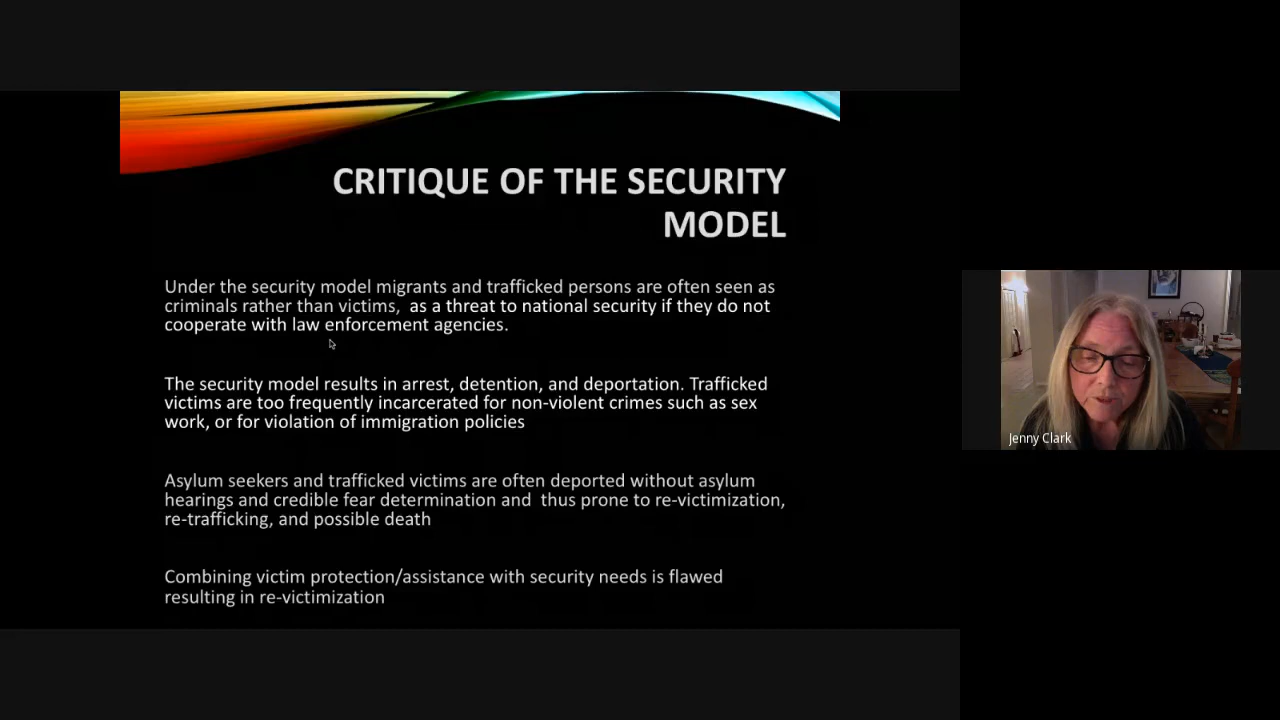 CRITIQUE OF THE SECURITY
MODEL
Under the security model migrants and trafficked persons are often seen as
criminals rather than victims,  as a threat to national security if they do not
cooperate with law enforcement agencies.
The security model results in arrest, detention, and deportation. Trafficked
victims are too frequently incarcerated for non-violent crimes such as sex
work, or for violation of immigration policies
Asylum seekers and trafficked victims are often deported without asylum
hearings and credible fear determination and  thus prone to re-victimization,
re-trafficking, and possible death
Combining victim protection/assistance with security needs is flawed
resulting in re-victimization
Jenny Clark